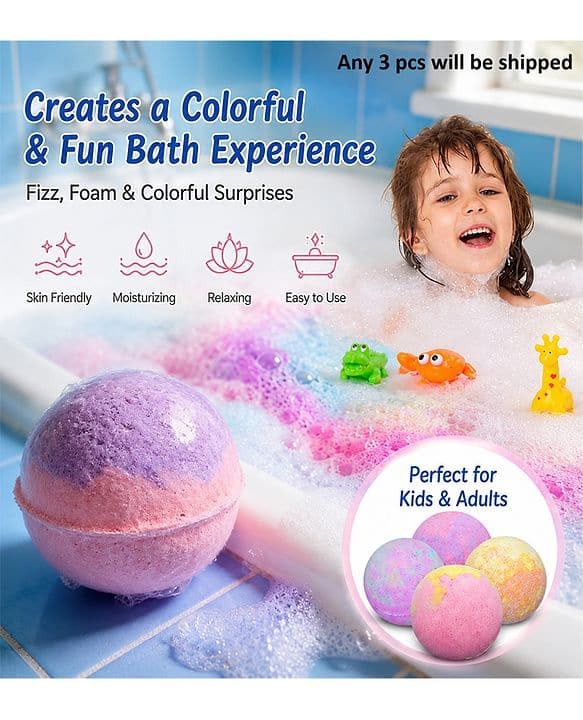 Any 3 pcs will be shipped
Creates a Colorful
& Fun Bath Experience
Fizz, Foam & Colorful Surprises
Skin Friendly
Moisturizing
Relaxing
Easy to Use
Perfect for
Kids & Adults